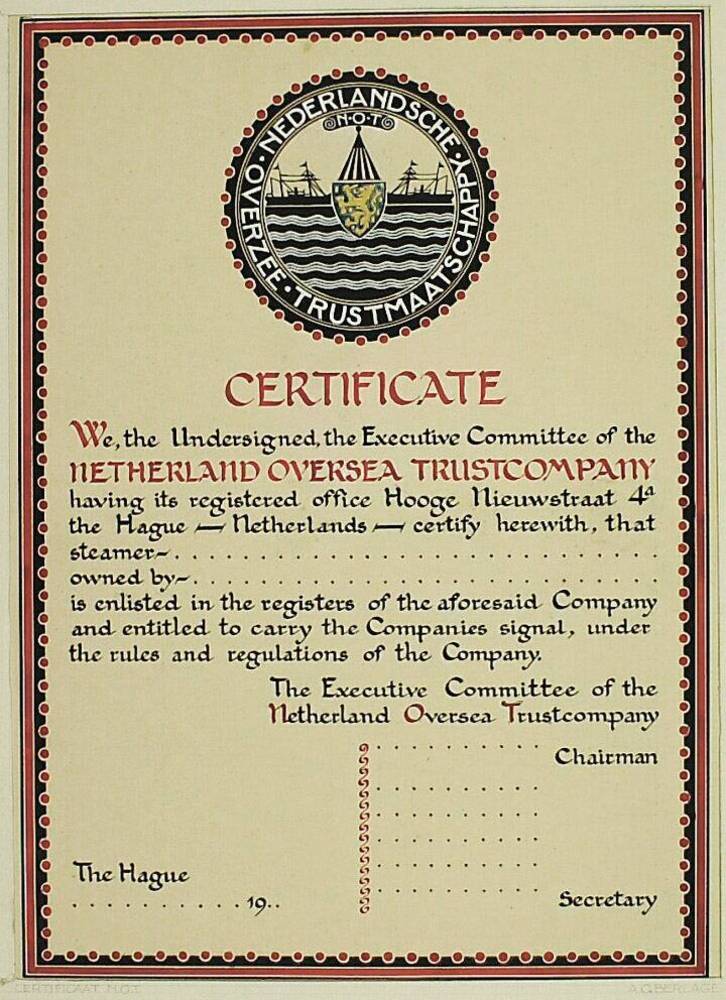 NEDERLANDSCHE · OVERZEE · TRUSTMAATSCHAPPY ·
N·O·T
CERTIFICATE
We, the Undersigned, the Executive Committee of the
NETHERLAND OVERSEA TRUSTCOMPANY
having its registered office Hooge Nieuwstraat 4a
the Hague — Netherlands — certify herewith, that
steamer~. . . . . . . . . . . . . . . . . . . . . . . . . . . . .
owned by~. . . . . . . . . . . . . . . . . . . . . . . . . . . .
is enlisted in the registers of the aforesaid Company
and entitled to carry the Companies signal, under
the rules and regulations of the Company.
The Executive Committee of the
Netherland Oversea Trustcompany
. . . . . . . . . . Chairman
The Hague
. . . . . . . . . . 19..
. . . . . . . . . . Secretary
CERTIFICAAT N.O.T.
A.C. BERLAGE